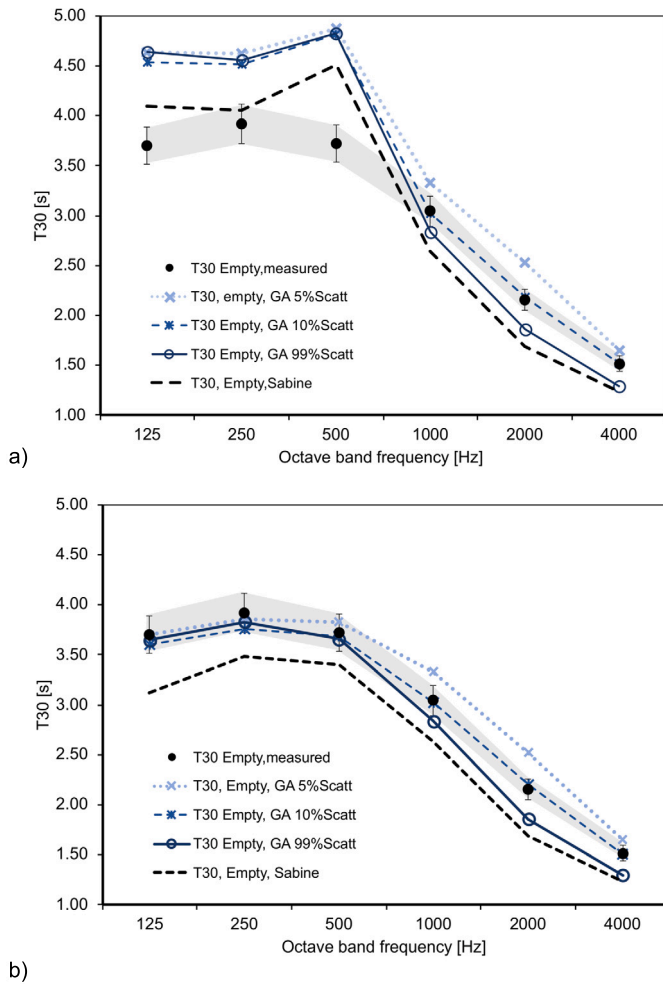 5.00
4.50
4.00
3.50
3.00
2.50
2.00
1.50
1.00
T30 [s]
T30 Empty,measured
T30, empty, GA 5%Scatt
T30 Empty, GA 10%Scatt
T30 Empty, GA 99%Scatt
T30, Empty,Sabine
125 250 500 1000 2000 4000
Octave band frequency [Hz]
a)
5.00
4.50
4.00
3.50
3.00
2.50
2.00
1.50
1.00
T30 [s]
T30 Empty,measured
T30, Empty, GA 5%Scatt
T30 Empty, GA 10%Scatt
T30 Empty, GA 99%Scatt
T30, Empty, Sabine
125 250 500 1000 2000 4000
Octave band frequency [Hz]
b)